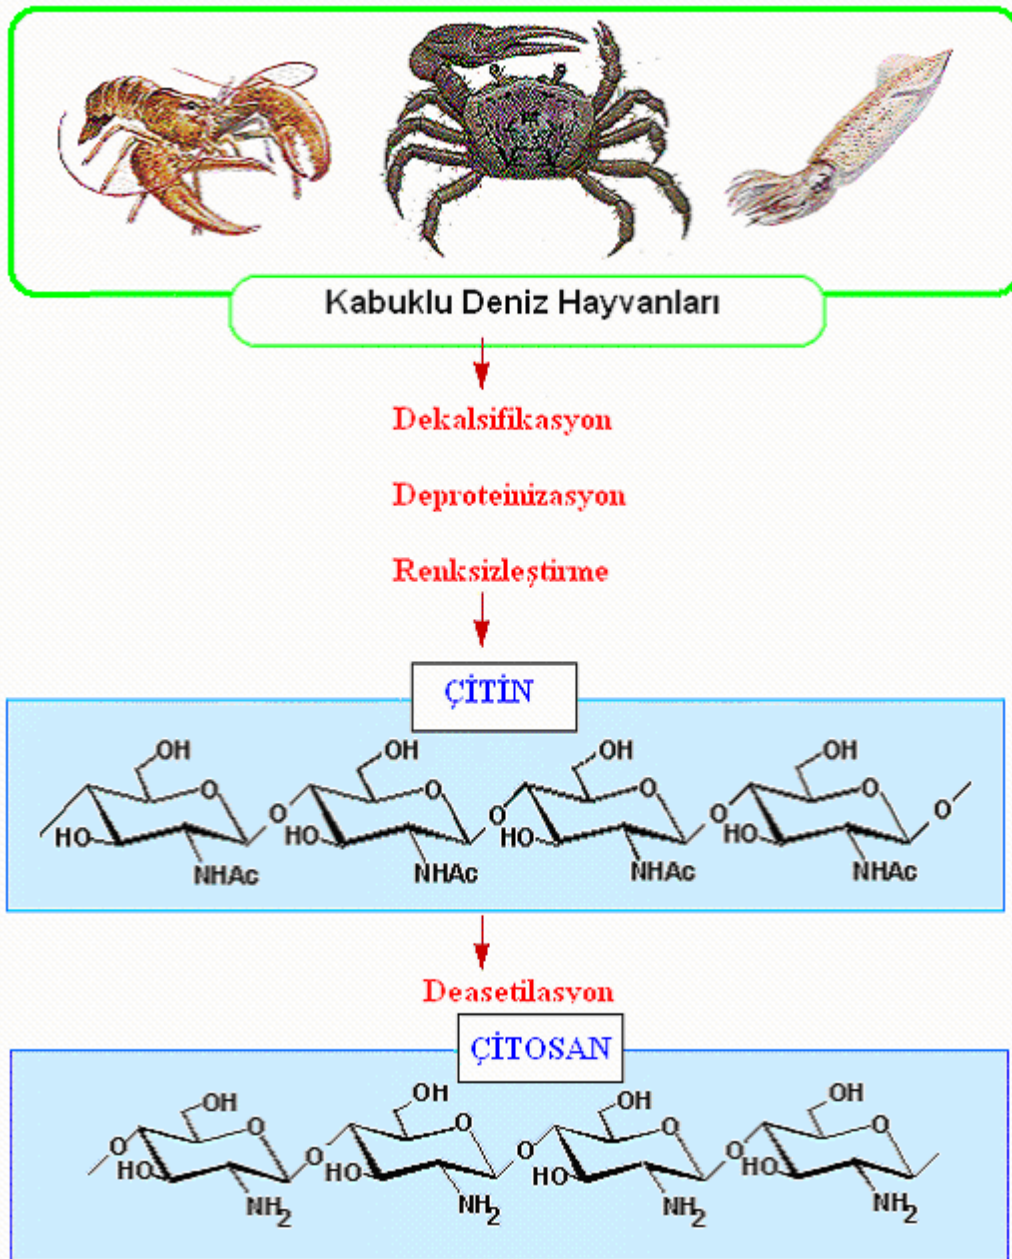 Kabuklu Deniz Hayvanları
Dekalsifikasyon
Deproteinizasyon
Renksizleştirme
ÇİTİN
OH OH OH OH
O O O O
O O O O
HO HO HO HO
NHAc NHAc NHAc NHAc
Deasetilasyon
ÇİTOSAN
OH OH OH OH
O O O O
O O O O
HO HO HO HO
NH2 NH2 NH2 NH2